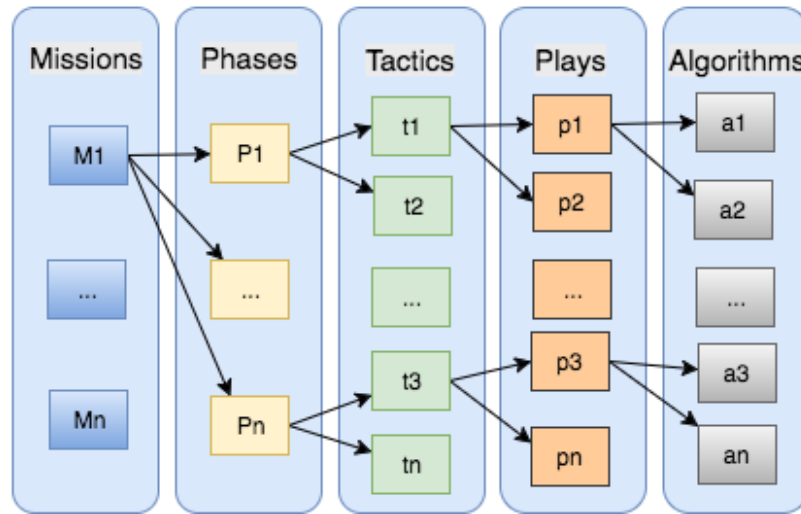 Missions
Phases
Tactics
Plays
Algorithms
M1
P1
t1
p1
a1
t2
p2
a2
...
...
...
...
...
t3
p3
a3
Mn
Pn
tn
pn
an